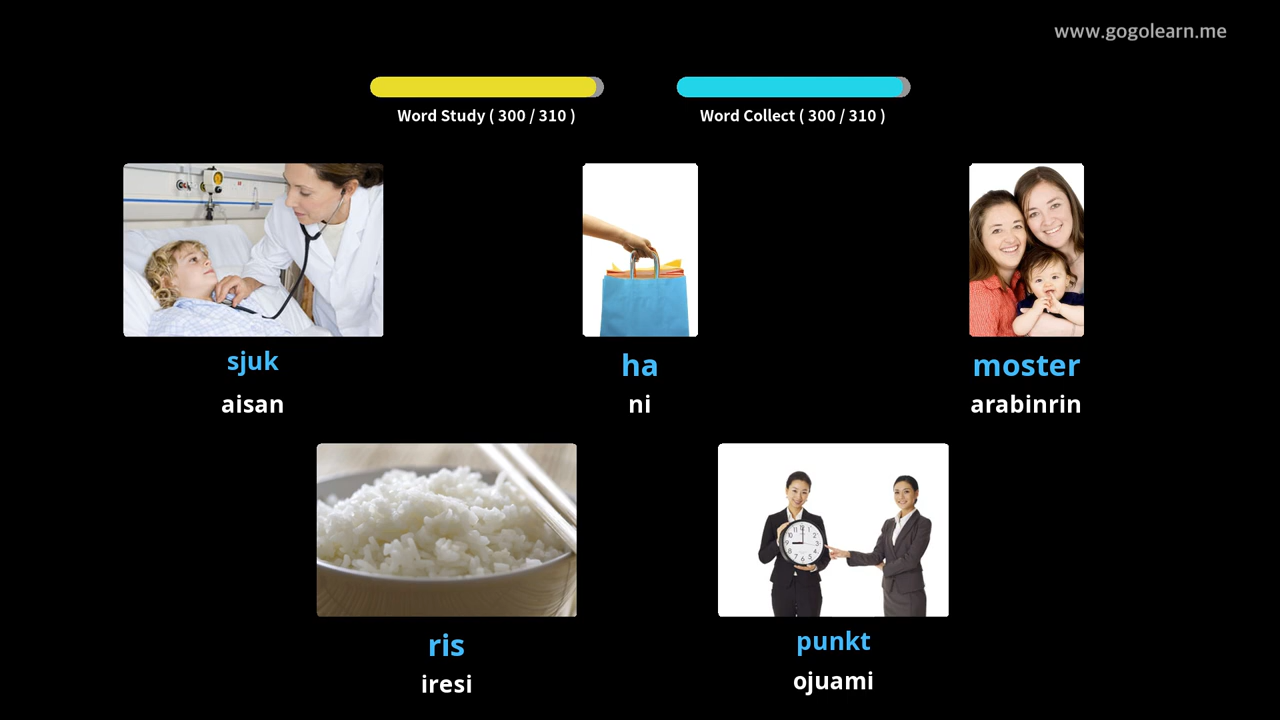 www.gogolearn.me
Word Study ( 300 / 310 )
Word Collect ( 300 / 310 )
sjuk
aisan
ha
ni
moster
arabinrin
ris
iresi
punkt
ojuami